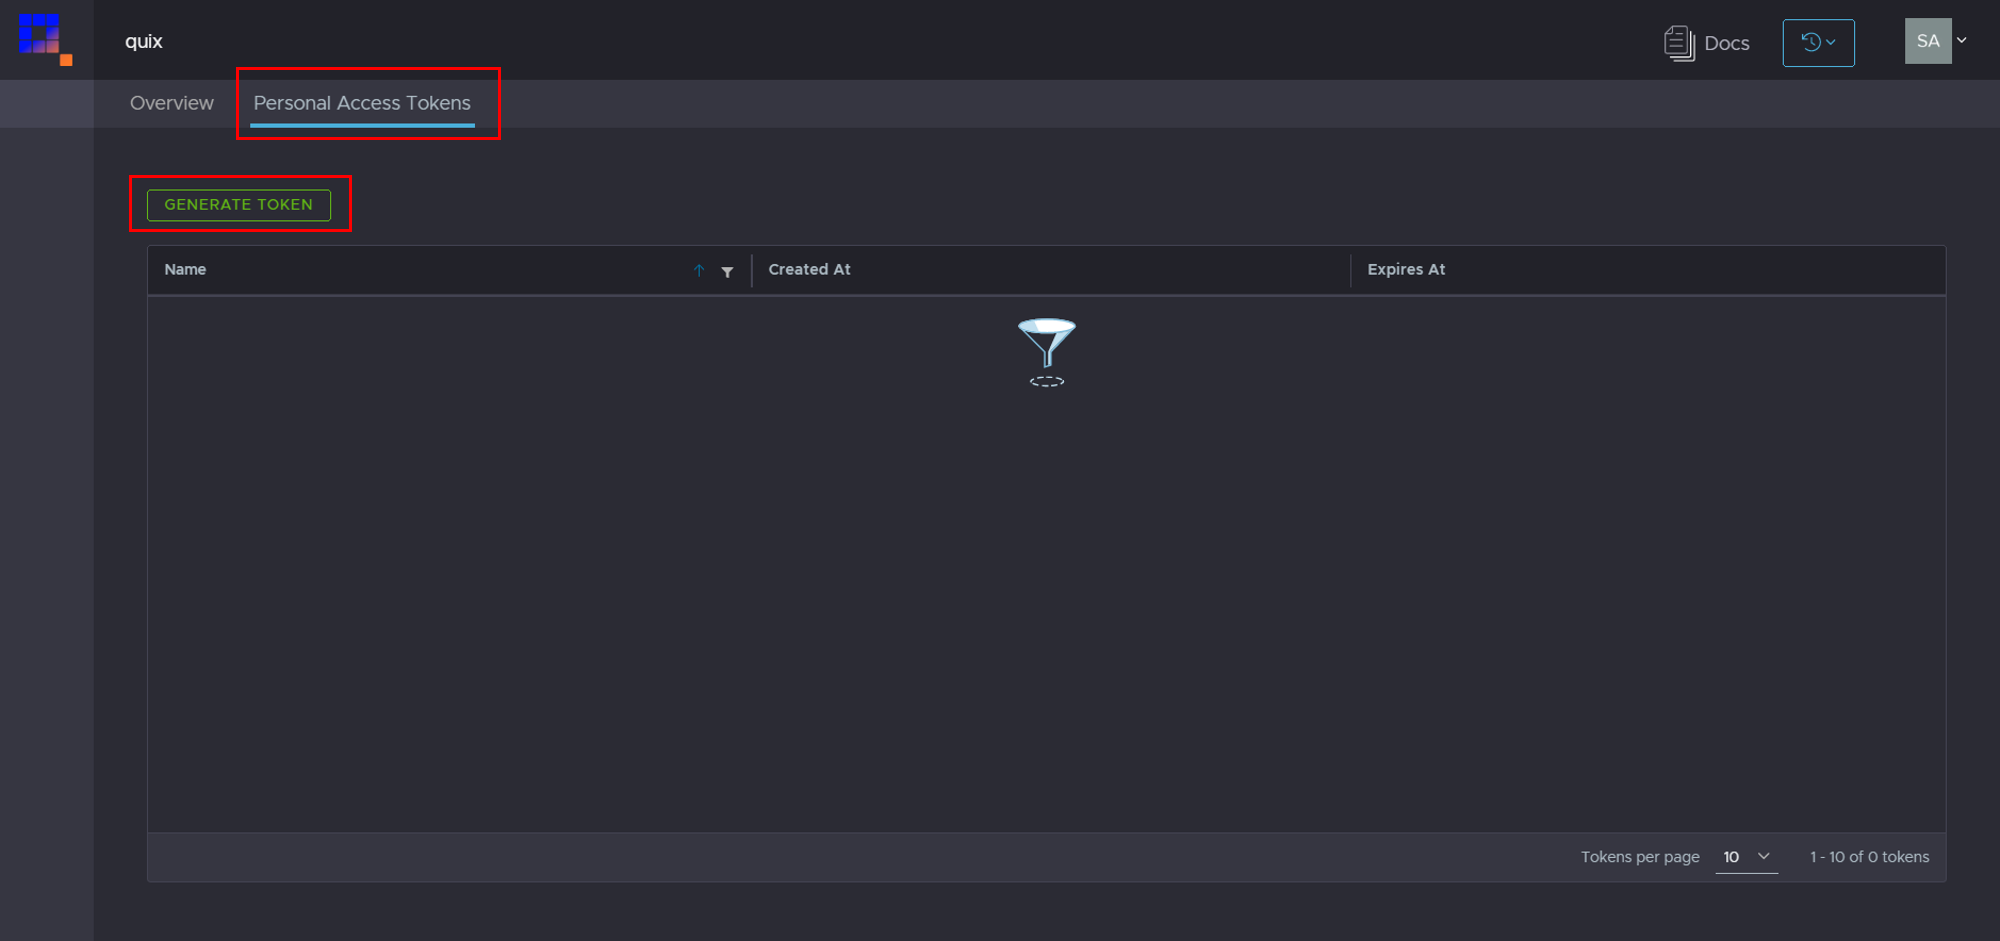 quix
Docs
SA
Overview
Personal Access Tokens
GENERATE TOKEN
Name
Created At
Expires At
Tokens per page
10
1 - 10 of 0 tokens